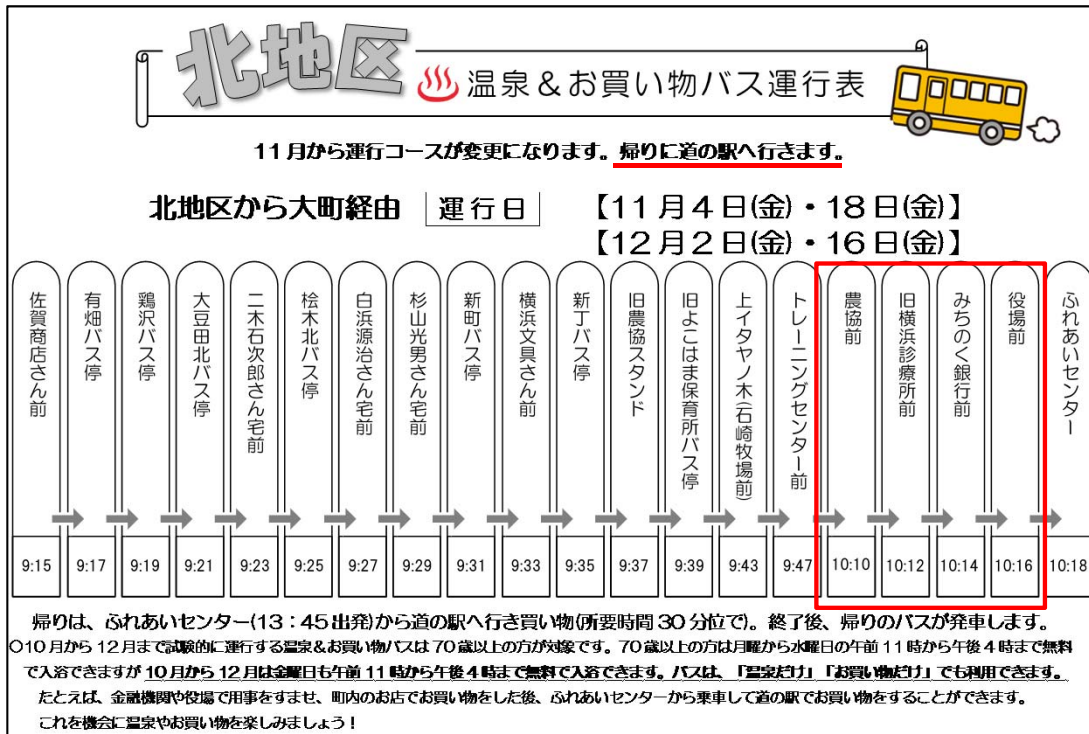 北地区
温泉＆お買い物バス運行表
11月から運行コースが変更になります。帰りに道の駅へ行きます。
北地区から大町経由 運行日 【11月4日(金)・18日(金)】
【12月2日(金)・16日(金)】
佐賀商店さん前
有畑バス停
鶏沢バス停
大豆田北バス停
二木石次郎さん宅前
桧木北バス停
白浜源治さん宅前
杉山光男さん宅前
新町バス停
横浜文具さん前
新丁バス停
旧農協スタンド
旧よこはま保育所バス停
上イタヤノ木(石崎牧場前)
トレーニングセンター前
農協前
旧横浜診療所前
みちのく銀行前
役場前
ふれあいセンター
9:15 9:17 9:19 9:21 9:23 9:25 9:27 9:29 9:31 9:33 9:35 9:37 9:39 9:43 9:47 10:10 10:12 10:14 10:16 10:18
帰りは、ふれあいセンター(13：45出発)から道の駅へ行き買い物(所要時間30分位で)。終了後、帰りのバスが発車します。
○10月から12月まで試験的に運行する温泉＆お買い物バスは70歳以上の方が対象です。70歳以上の方は月曜から水曜日の午前11時から午後4時まで無料
で入浴できますが10月から12月は金曜日も午前11時から午後4時まで無料で入浴できます。バスは、「温泉だけ」「お買い物だけ」でも利用できます。
たとえば、金融機関や役場で用事をすませ、町内のお店でお買い物をした後、ふれあいセンターから乗車して道の駅でお買い物をすることができます。
これを機会に温泉やお買い物を楽しみましょう！